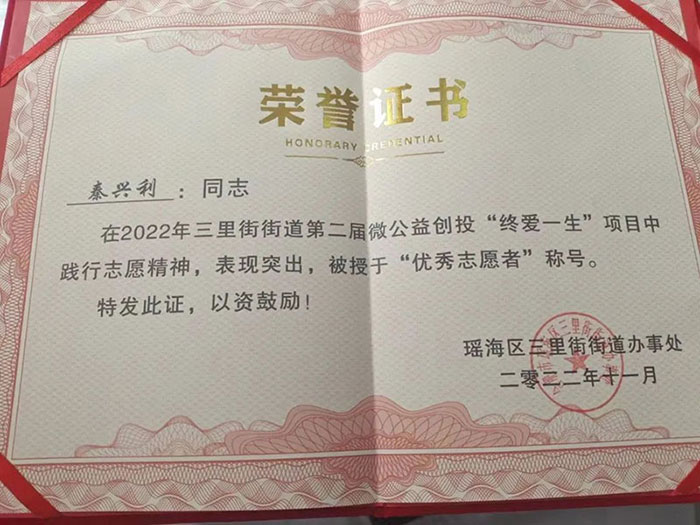 荣誉证书
HONORARY CREDENTIAL
秦兴利：同志
在2022年三里街街道第二届微公益创投“终爱一生”项目中
践行志愿精神，表现突出，被授于“优秀志愿者”称号。
特发此证，以资鼓励！
瑶海区三里街街道办事处
二零二二年十一月